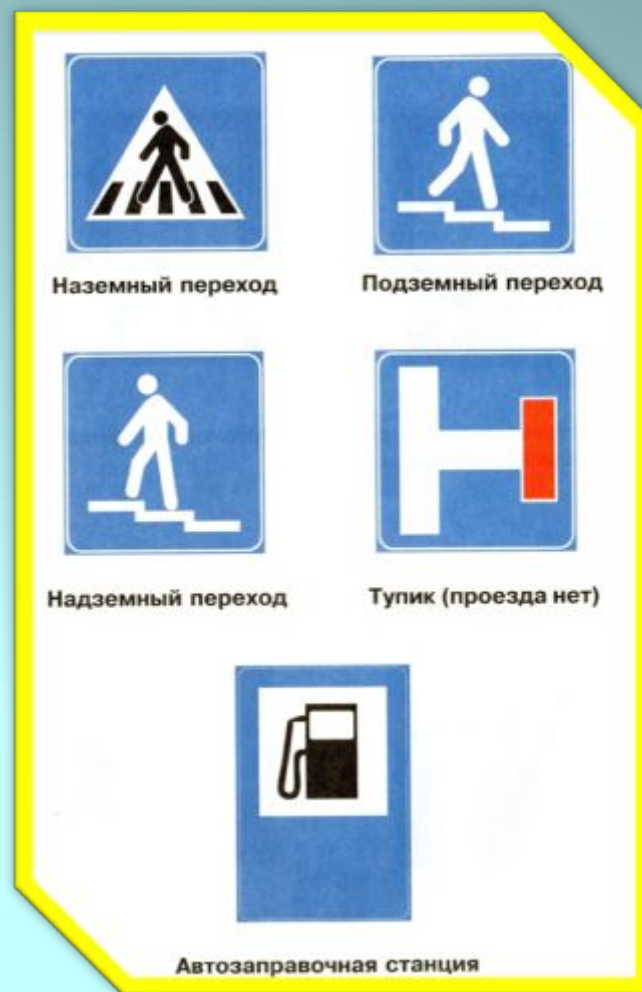 Наземный переход
Подземный переход
Надземный переход
Тупик (проезда нет)
Автозаправочная станция